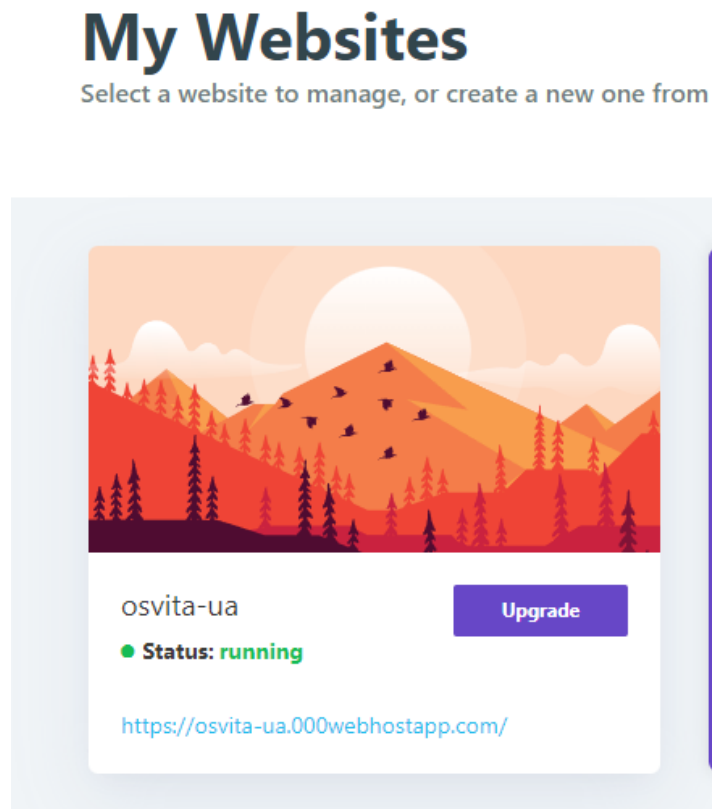 My Websites
Select a website to manage, or create a new one from
osvita-ua
Upgrade
Status: running
https://osvita-ua.000webhostapp.com/